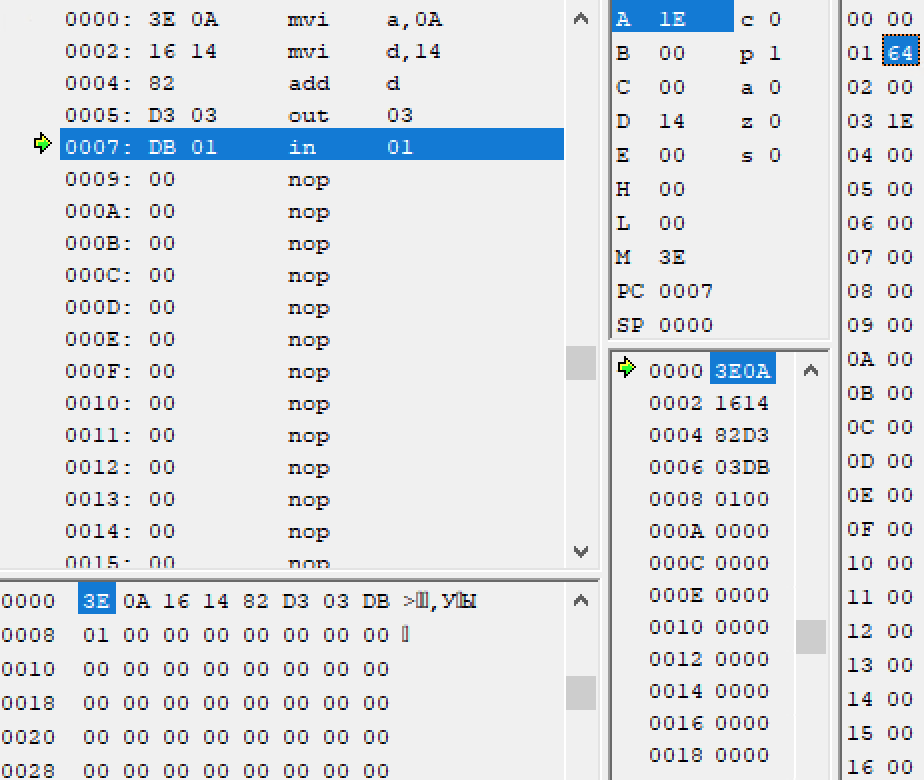 0000: 3E 0A mvi a,0A
0002: 16 14 mvi d,14
0004: 82 add d
0005: D3 03 out 03
0007: DB 01 in 01
0009: 00 nop
000A: 00 nop
000B: 00 nop
000C: 00 nop
000D: 00 nop
000E: 00 nop
000F: 00 nop
0010: 00 nop
0011: 00 nop
0012: 00 nop
0013: 00 nop
0014: 00 nop
0015: 00 nop
0000 3E 0A 16 14 82 D3 03 DB >▯▯‚У▯Ы
0008 01 00 00 00 00 00 00 00 ▯
0010 00 00 00 00 00 00 00 00
0018 00 00 00 00 00 00 00 00
0020 00 00 00 00 00 00 00 00
0028 00 00 00 00 00 00 00 00
A 1E c 0
B 00 p 1
C 00 a 0
D 14 z 0
E 00 s 0
H 00
L 00
M 3E
PC 0007
SP 0000
0000 3E0A
0002 1614
0004 82D3
0006 03DB
0008 0100
000A 0000
000C 0000
000E 0000
0010 0000
0012 0000
0014 0000
0016 0000
0018 0000
00 00
01 64
02 00
03 1E
04 00
05 00
06 00
07 00
08 00
09 00
0A 00
0B 00
0C 00
0D 00
0E 00
0F 00
10 00
11 00
12 00
13 00
14 00
15 00
16 00